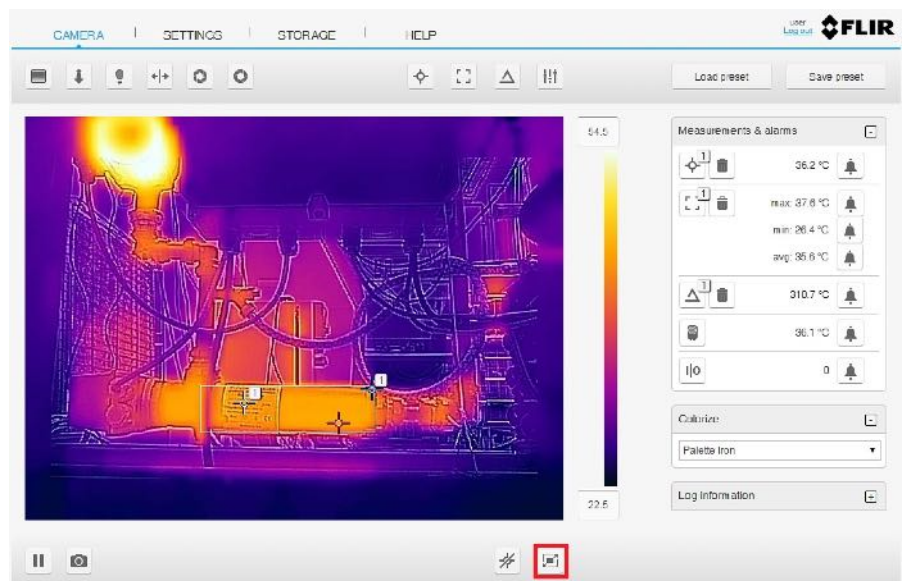 user
CAMERA SETTINGS STORAGE HELP Log out FLIR
Load preset Save preset
54.5 Measurements & alarms
1 36.2 °C
1 max: 37.6 °C
min: 26.4 °C
avg: 35.6 °C
1 310.7 °C
36.1 °C
1 1 I|O 0
Colorize
Palette Iron
22.5 Log information